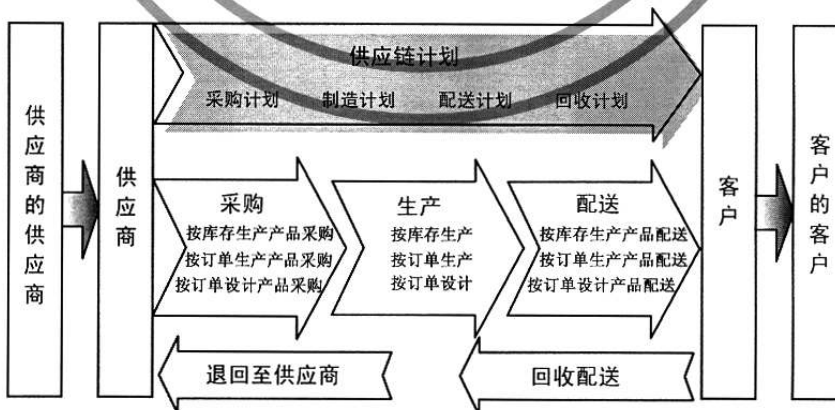 供应链计划
采购计划 制造计划 配送计划 回收计划
供应商的供应商
供应商
采购
按库存生产产品采购
按订单生产产品采购
按订单设计产品采购
生产
按库存生产
按订单生产
按订单设计
配送
按库存生产产品配送
按订单生产产品配送
按订单设计产品配送
客户
客户的客户
退回至供应商
回收配送